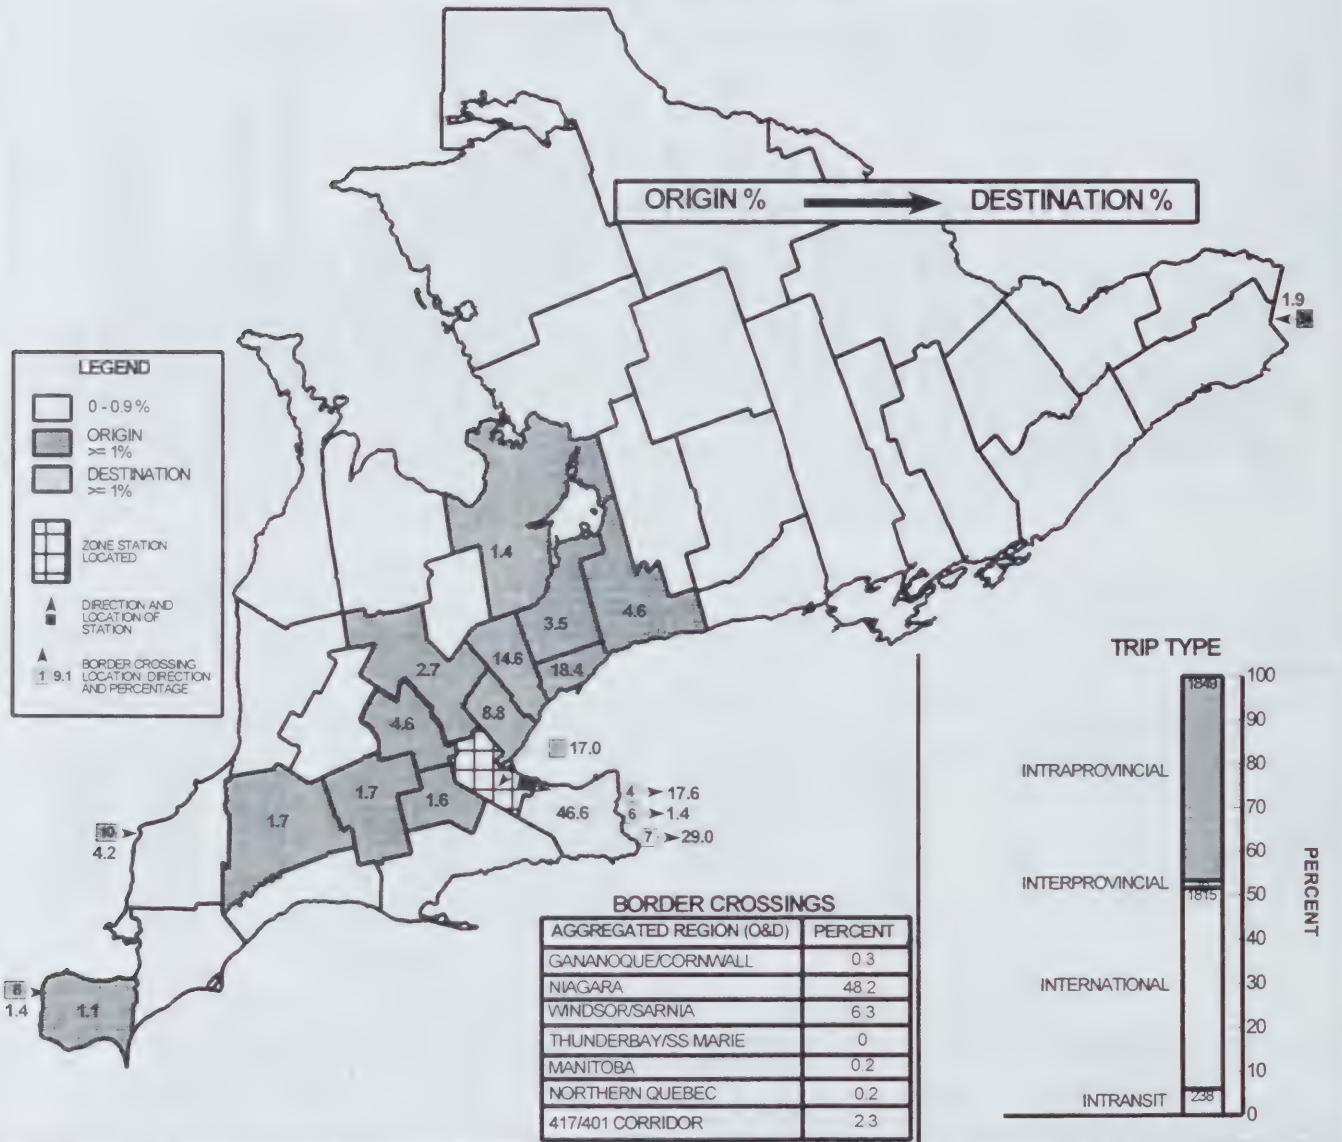 ORIGIN % DESTINATION %
1.9
LEGEND
0 - 0.9 %
ORIGIN
>= 1%
DESTINATION
>= 1%
ZONE STATION
LOCATED
DIRECTION AND
LOCATION OF
STATION
1 9.1
BORDER CROSSING
LOCATION DIRECTION
AND PERCENTAGE
1.4
3.5
4.6
14.6
18.4
2.7
8.8
4.6
17.0
1.7
1.7
1.6
46.6
4 17.6
6 1.4
7 29.0
10
4.2
8
1.4
1.1
BORDER CROSSINGS
AGGREGATED REGION (O&D) PERCENT
GANANOQUE/CORNWALL 0.3
NIAGARA 48.2
WINDSOR/SARNIA 6.3
THUNDERBAY/SS MARIE 0
MANITOBA 0.2
NORTHERN QUEBEC 0.2
417/401 CORRIDOR 2.3
TRIP TYPE
1849
INTRAPROVINCIAL
INTERPROVINCIAL
1815
INTERNATIONAL
INTRANSIT
238
100
90
80
70
60
50
40
30
20
10
0
PERCENT